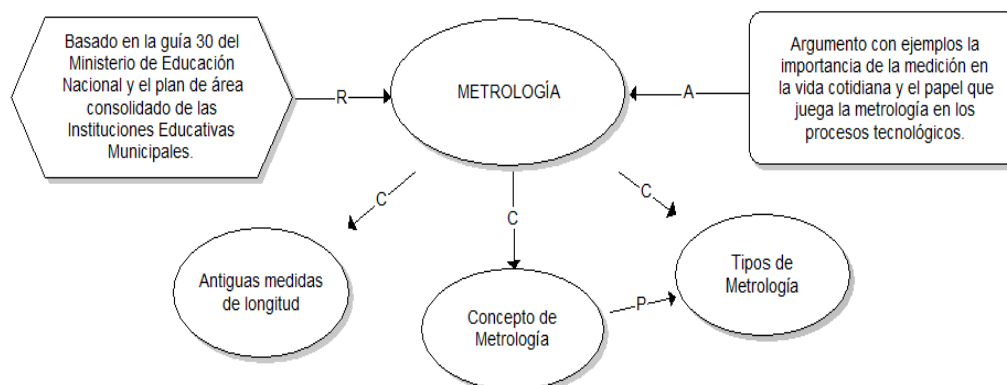 Basado en la guía 30 del
Ministerio de Educación
Nacional y el plan de área
consolidado de las
Instituciones Educativas
Municipales.
R
METROLOGÍA
A
Argumento con ejemplos la
importancia de la medición en
la vida cotidiana y el papel que
juega la metrología en los
procesos tecnológicos.
C
C
C
Antiguas medidas
de longitud
Concepto de
Metrología
P
Tipos de
Metrología